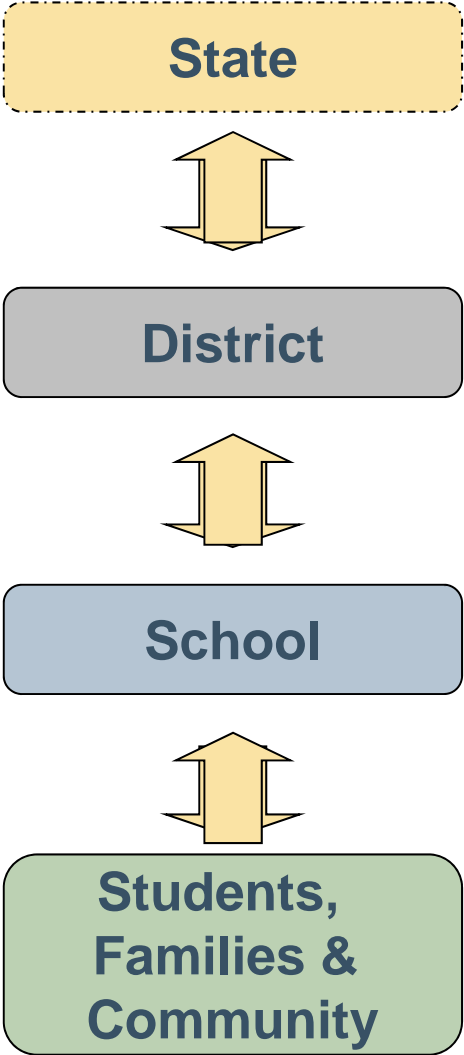 State
District
School
Students,
Families &
Community